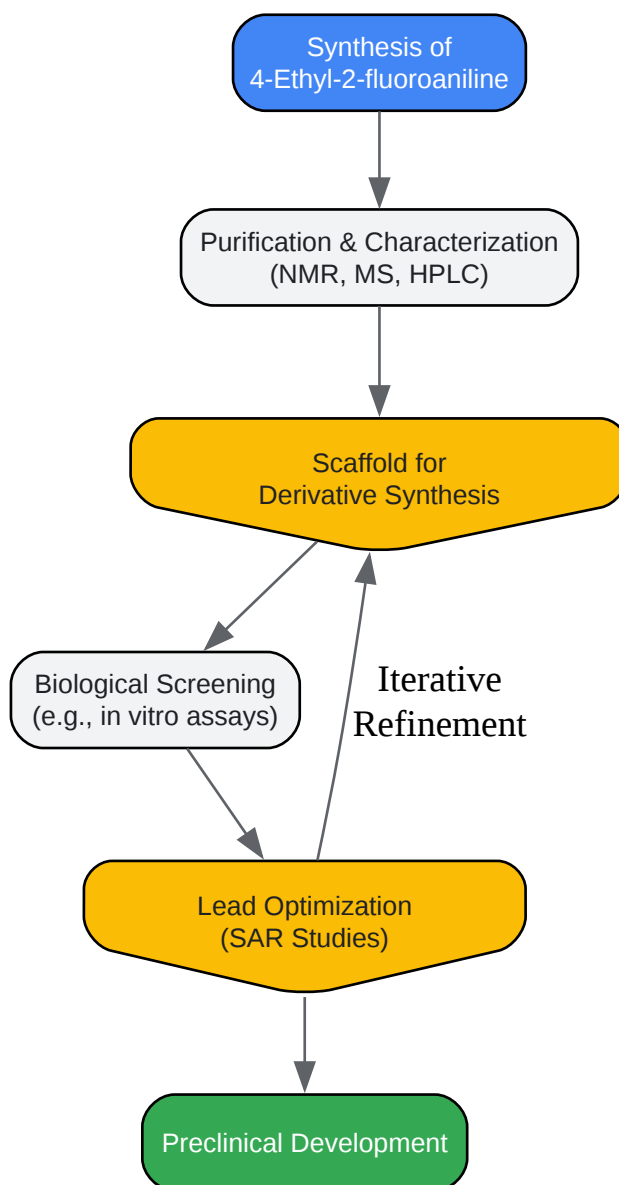 Synthesis of
4-Ethyl-2-fluoroaniline
Purification & Characterization
(NMR, MS, HPLC)
Scaffold for
Derivative Synthesis
Biological Screening
(e.g., in vitro assays)
Iterative
Refinement
Lead Optimization
(SAR Studies)
Preclinical Development